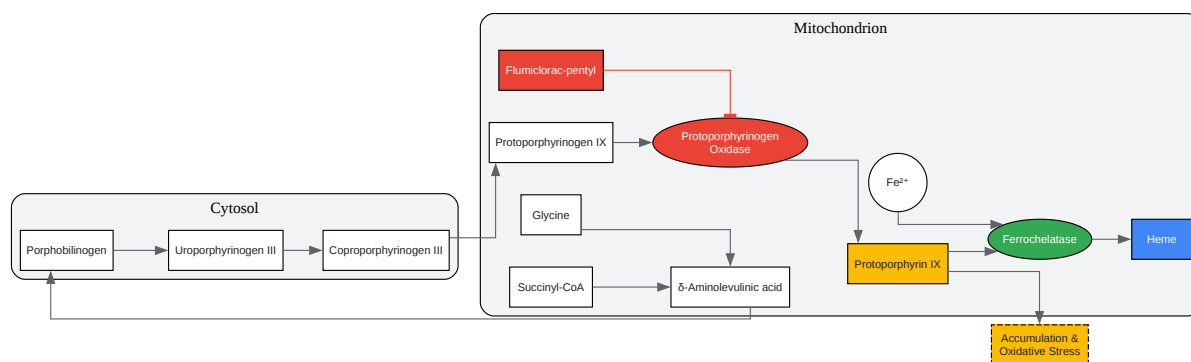 Mitochondrion
Flumiclorac-pentyl
Protoporphyrinogen IX
Protoporphyrinogen
Oxidase
Fe²⁺
Cytosol
Glycine
Porphobilinogen
Uroporphyrinogen III
Coproporphyrinogen III
Ferrochelatase
Heme
Protoporphyrin IX
Succinyl-CoA
δ-Aminolevulinic acid
Accumulation &
Oxidative Stress